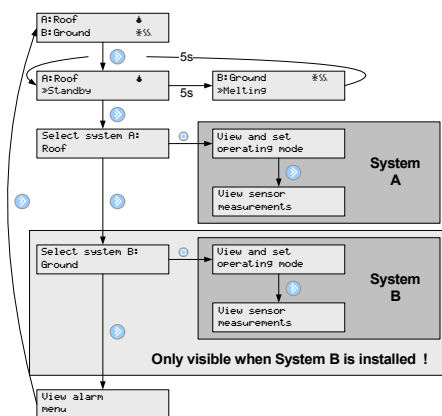 A:Roof
B:Ground
5s
A:Roof
»Standby
5s
B:Ground
»Melting
Select system A:
Roof
View and set
operating mode
View sensor
measurements
System
A
Select system B:
Ground
View and set
operating mode
View sensor
measurements
System
B
Only visible when System B is installed !
View alarm
menu